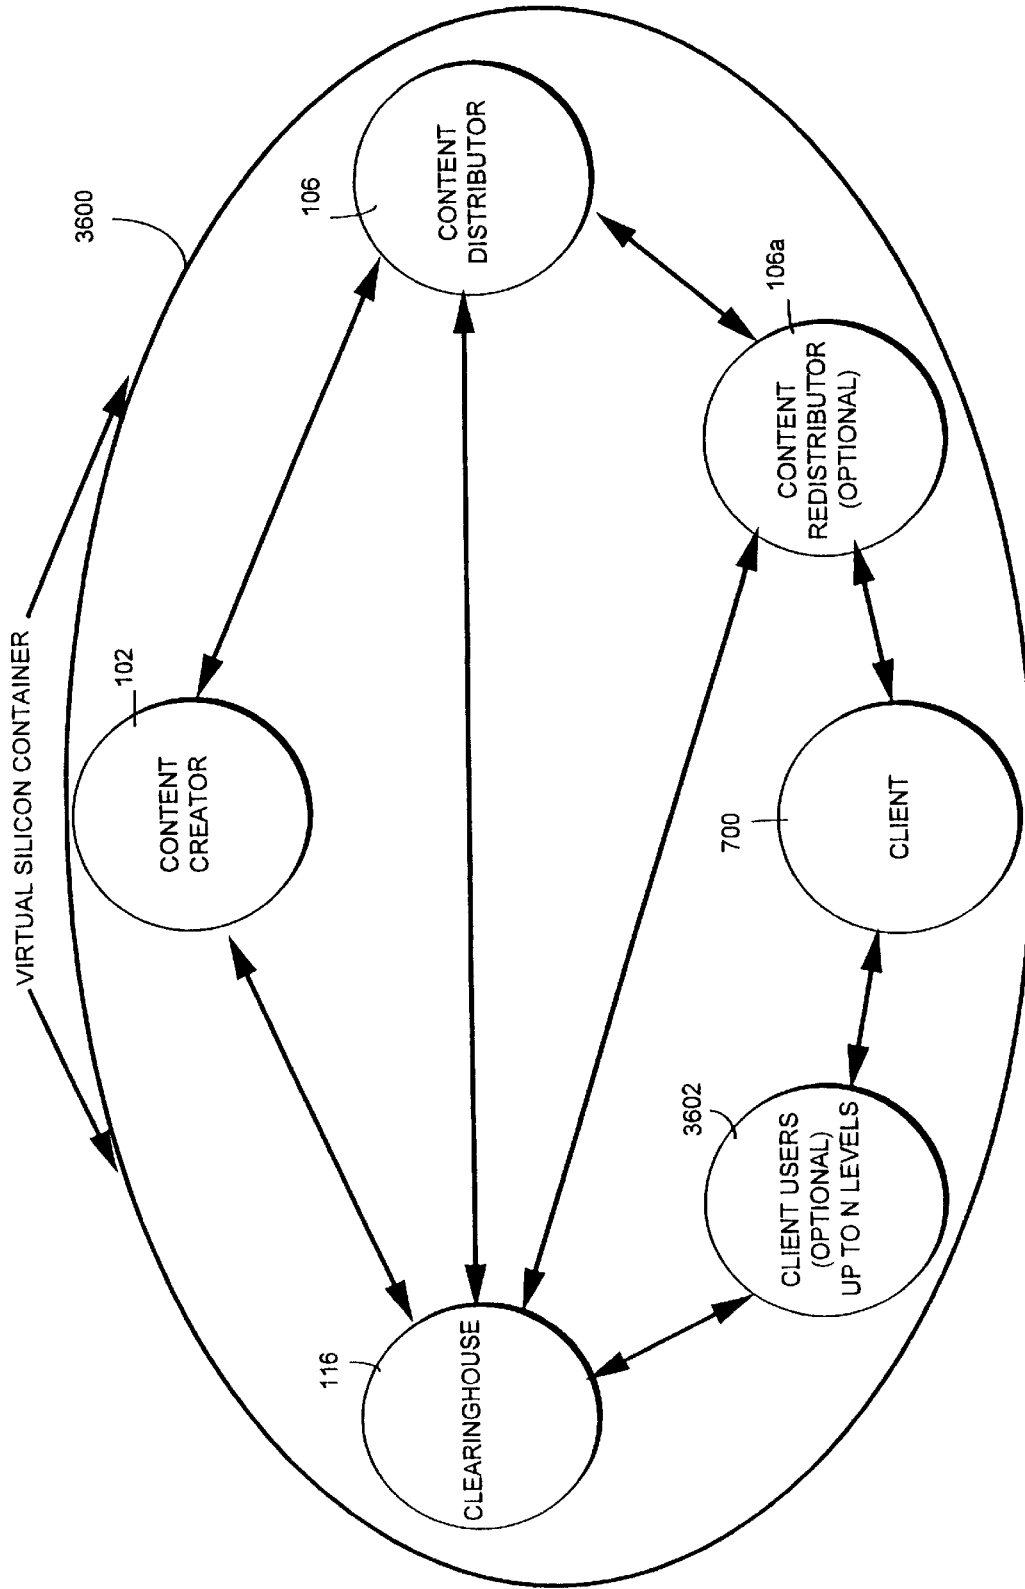 VIRTUAL SILICON CONTAINER
3600
102
CONTENT
CREATOR
116
CLEARINGHOUSE
106
CONTENT
DISTRIBUTOR
3602
CLIENT USERS
(OPTIONAL)
UP TO N LEVELS
700
CLIENT
106a
CONTENT
REDISTRIBUTOR
(OPTIONAL)